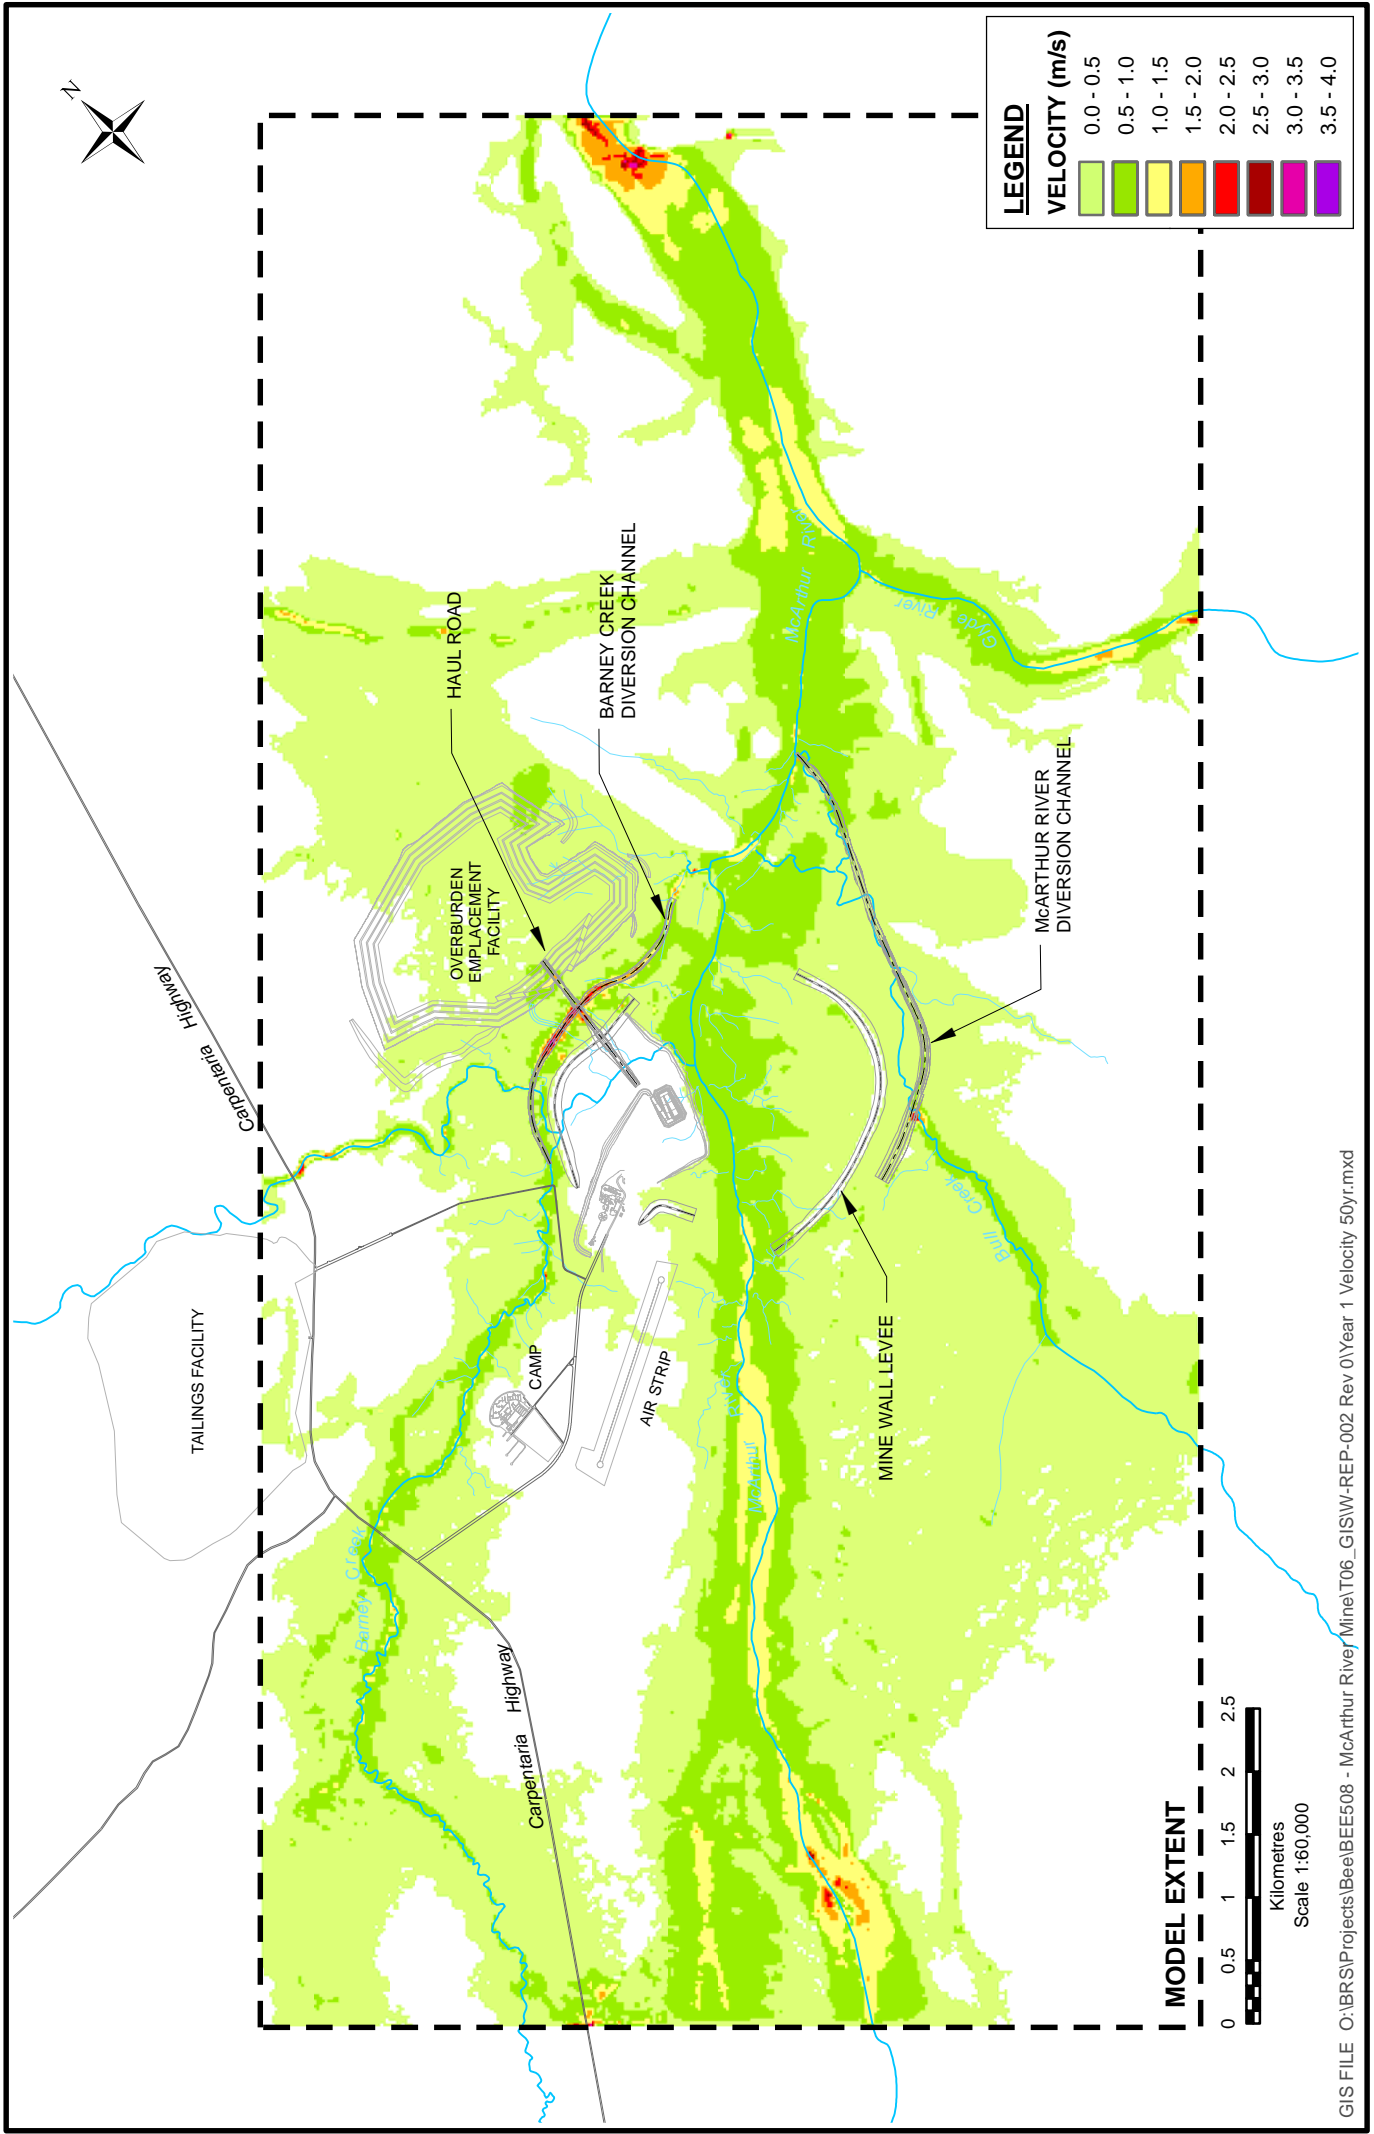 N
LEGEND
VELOCITY (m/s)
0.0 - 0.5
0.5 - 1.0
1.0 - 1.5
1.5 - 2.0
2.0 - 2.5
2.5 - 3.0
3.0 - 3.5
3.5 - 4.0
TAILINGS FACILITY
Carpentaria Highway
Barney Creek
Carpentaria Highway
CAMP
AIR STRIP
OVERBURDEN
EMPLACEMENT
FACILITY
HAUL ROAD
BARNEY CREEK
DIVERSION CHANNEL
McArthur River
McArthur River
Glyde River
McARTHUR RIVER
DIVERSION CHANNEL
Bull Creek
MINE WALL LEVEE
MODEL EXTENT
0 0.5 1 1.5 2 2.5
Kilometres
Scale 1:60,000
GIS FILE O:\BRS\Projects\Bee\BEE508 - McArthur River Mine\T06_GIS\W-REP-002 Rev 0\Year 1 Velocity 50yr.mxd